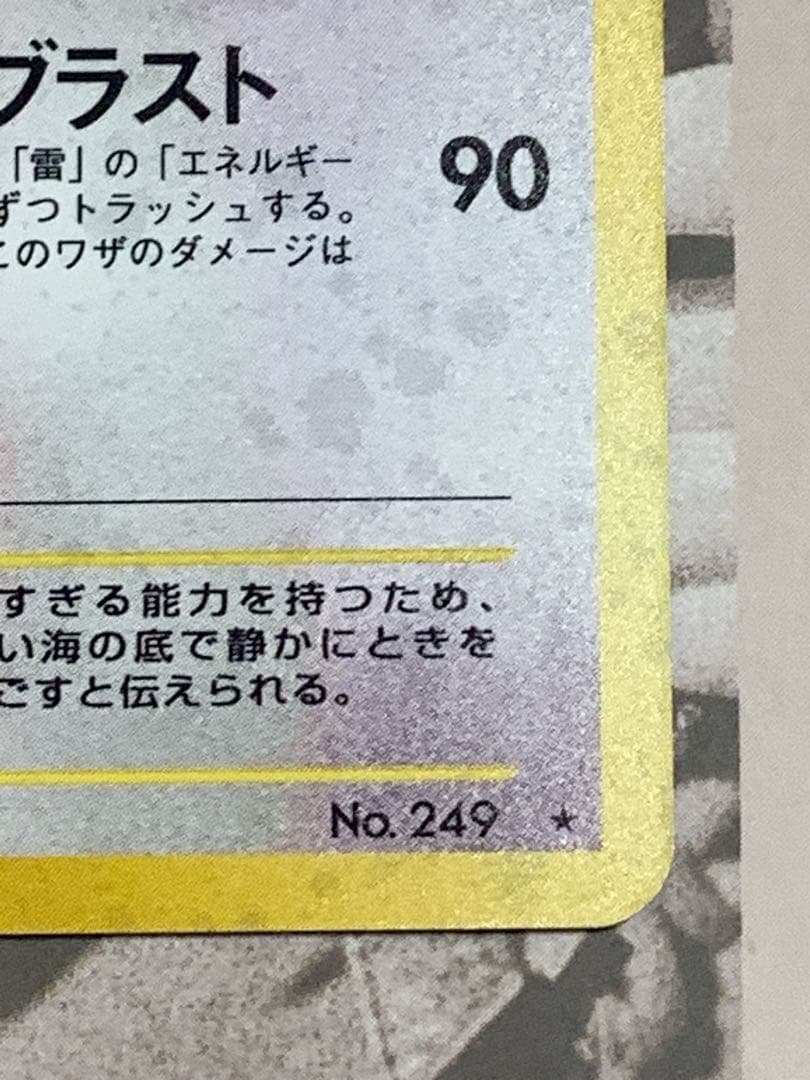 ブラスト
「雷」の「エネルギー
ずつトラッシュする。
このワザのダメージは
90
すぎる能力を持つため、
い海の底で静かにときを
ごすと伝えられる。
No. 249 ★